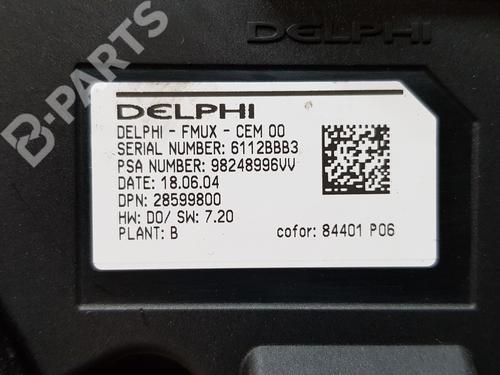 DELPHI
B-PARTS
DELPHI
DELPHI - FMUX - CEM 00
SERIAL NUMBER: 6112BBB3
PSA NUMBER: 98248996VV
DATE: 18.06.04
DPN: 28599800
HW: D0/ SW: 7.20
PLANT: B
cofor: 84401 P06